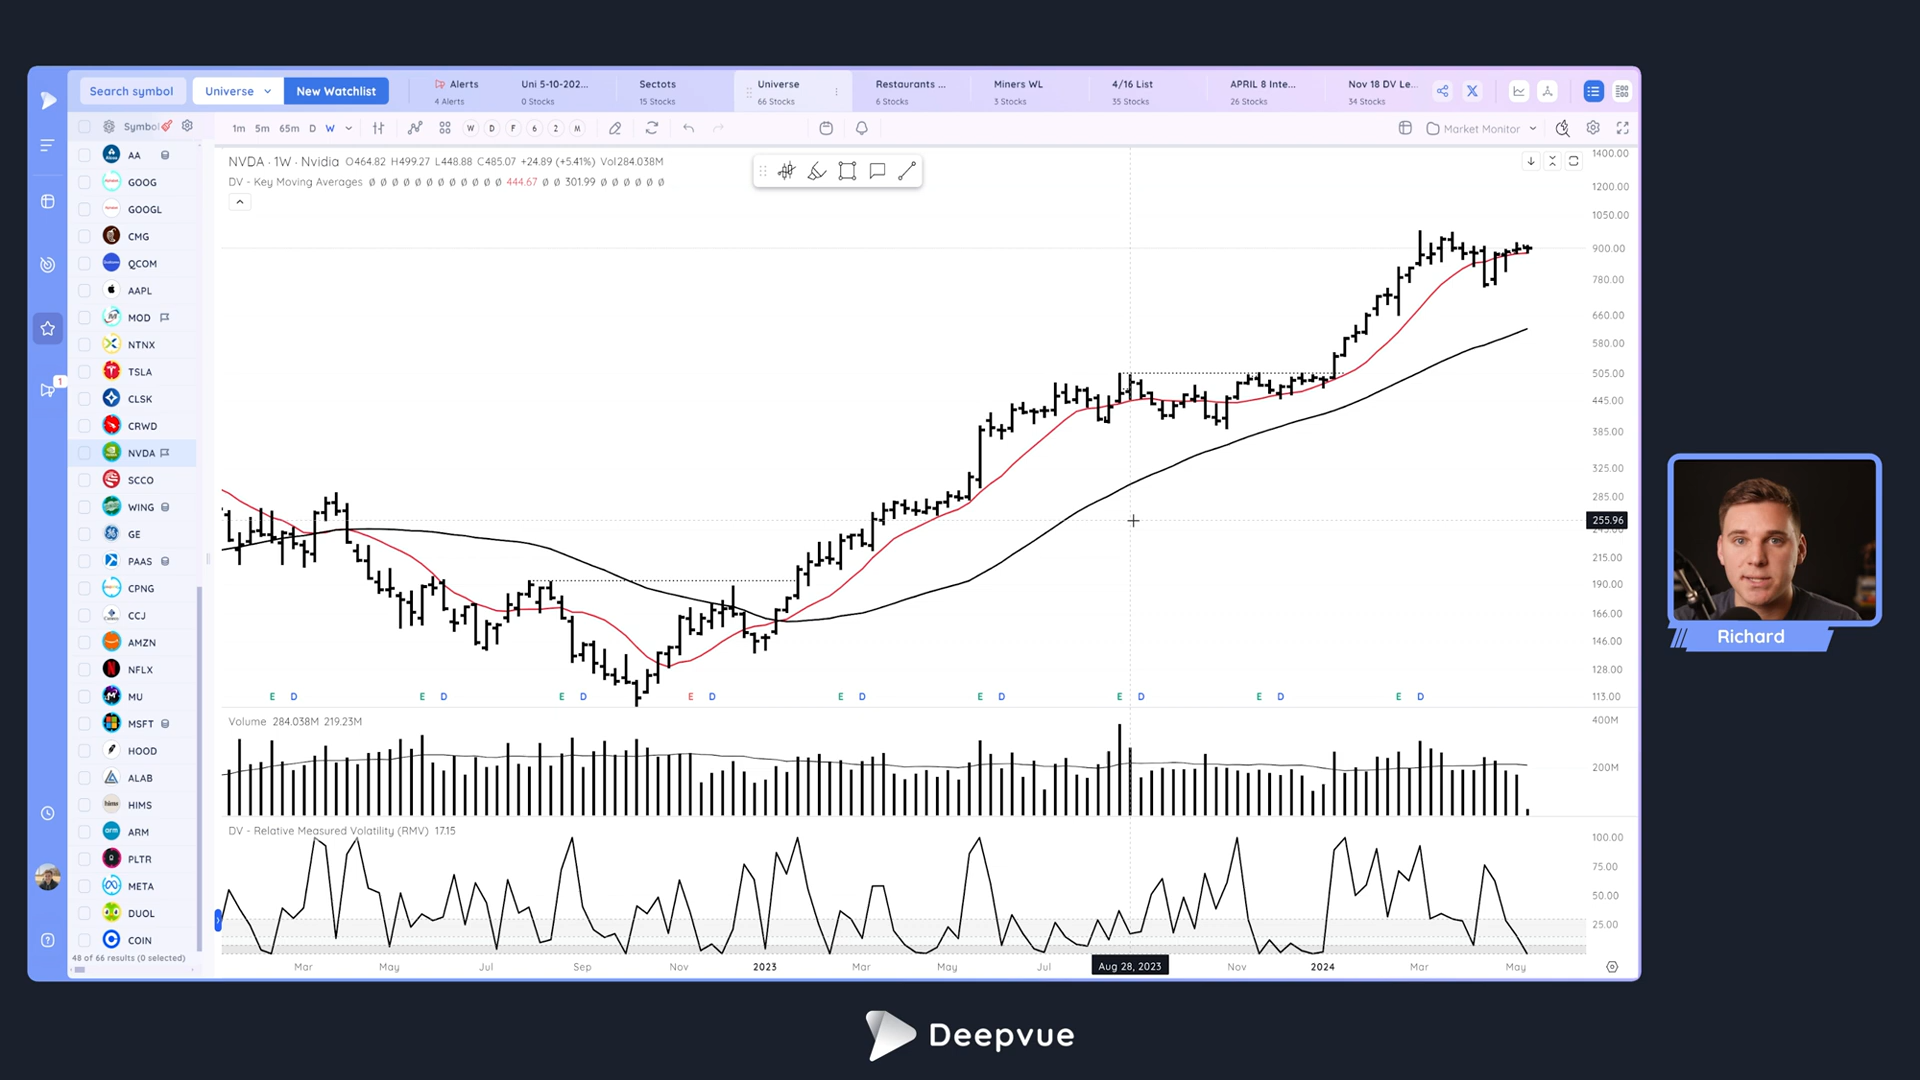 Search symbol
Universe
New Watchlist
Alerts
4 Alerts
Uni 5-10-202...
0 Stocks
Sectots
15 Stocks
Universe
66 Stocks
Restaurants ...
6 Stocks
Miners WL
3 Stocks
4/16 List
35 Stocks
APRIL 8 Inte...
26 Stocks
Nov 18 DV Le...
34 Stocks
Symbol
1m 5m 65m D W
W D F 6 2 M
Market Monitor
NVDA · 1W · Nvidia O464.82 H499.27 L448.88 C485.07 +24.89 (+5.41%) Vol284.038M
DV - Key Moving Averages Ø Ø Ø Ø Ø Ø Ø Ø Ø Ø Ø Ø 444.67 Ø Ø 301.99 Ø Ø Ø Ø Ø Ø
AA
GOOG
GOOGL
CMG
QCOM
AAPL
MOD
NTNX
TSLA
CLSK
CRWD
NVDA
SCCO
WING
GE
PAAS
CPNG
CCJ
AMZN
NFLX
MU
MSFT
HOOD
ALAB
HIMS
ARM
PLTR
META
DUOL
COIN
48 of 66 results (0 selected)
1
1400.00
1200.00
1050.00
900.00
780.00
660.00
580.00
505.00
445.00
385.00
325.00
285.00
255.96
215.00
190.00
166.00
146.00
128.00
113.00
E D E D E D E D E D E D E D E D E D
Volume 284.038M 219.23M
400M
200M
DV - Relative Measured Volatility (RMV) 17.15
100.00
75.00
50.00
25.00
Mar May Jul Sep Nov 2023 Mar May Jul Aug 28, 2023 Nov 2024 Mar May
Richard
Deepvue